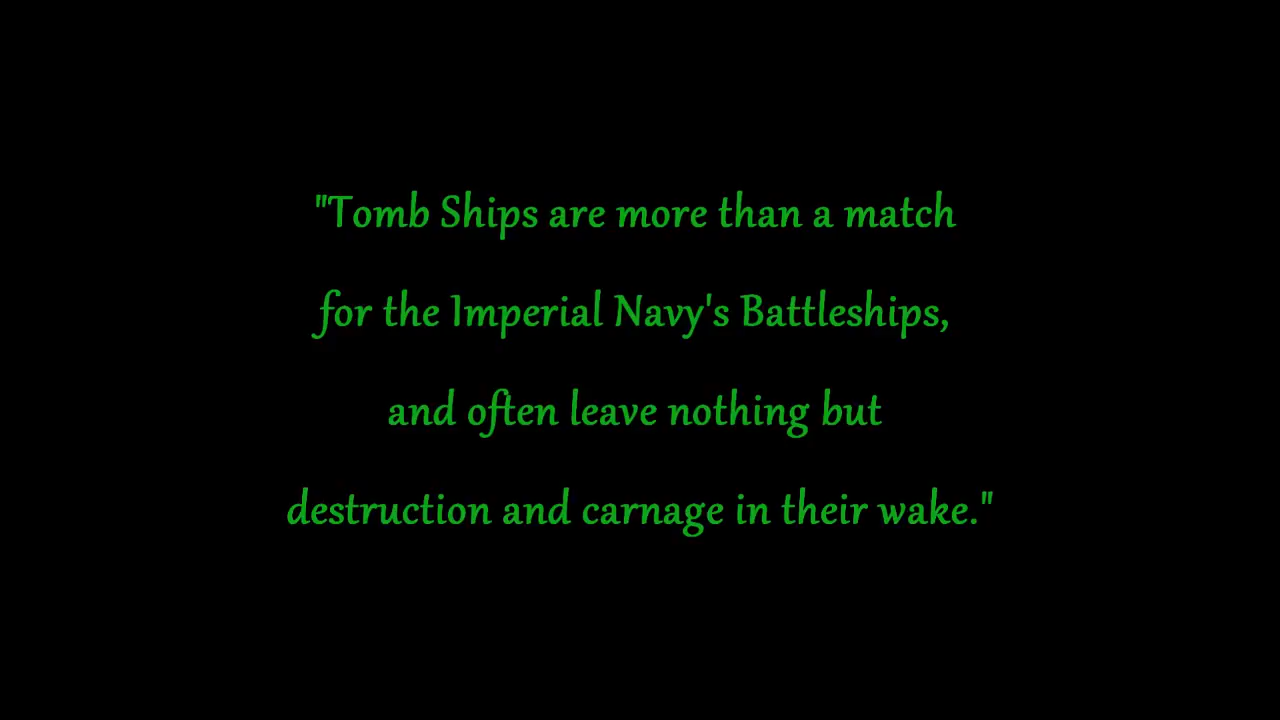 "Tomb Ships are more than a match
for the Imperial Navy's Battleships,
and often leave nothing but
destruction and carnage in their wake."